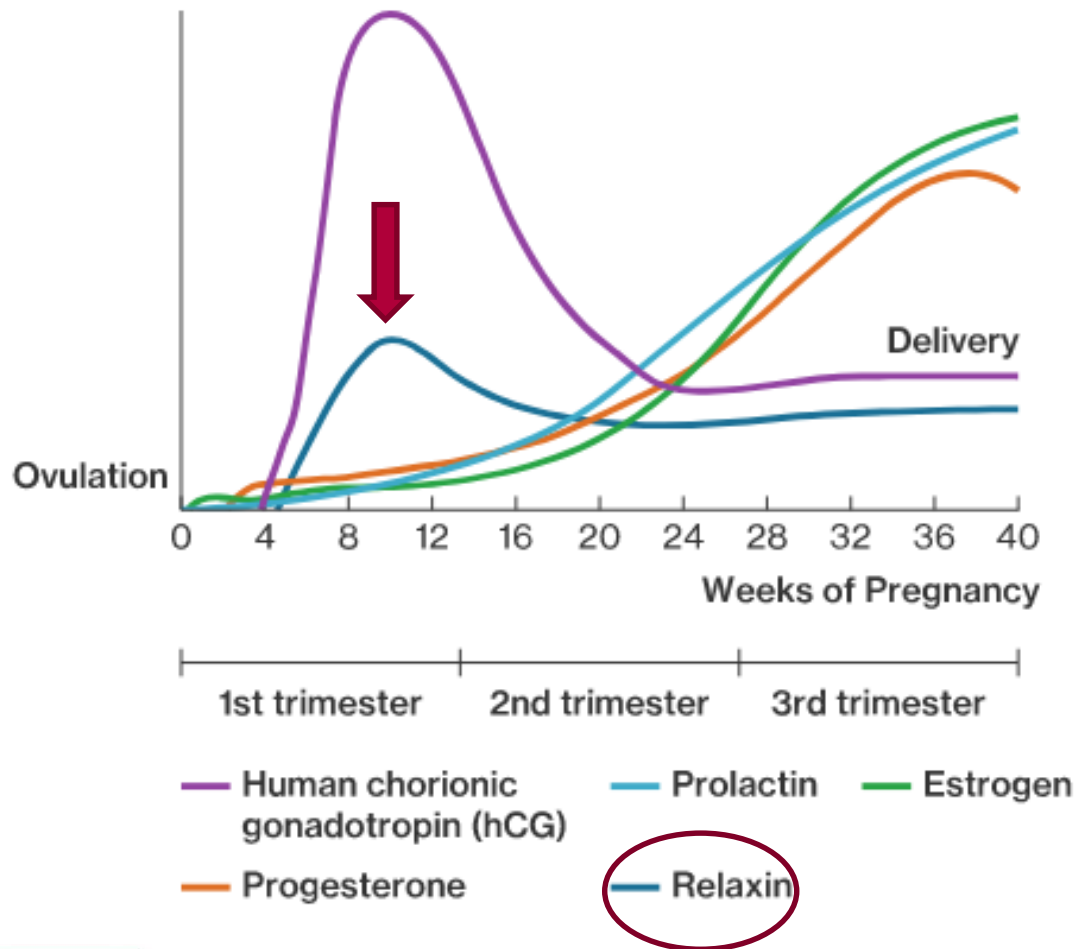 Delivery
Ovulation
0 4 8 12 16 20 24 28 32 36 40
Weeks of Pregnancy
1st trimester 2nd trimester 3rd trimester
Human chorionic Prolactin Estrogen
gonadotropin (hCG)
Progesterone Relaxin